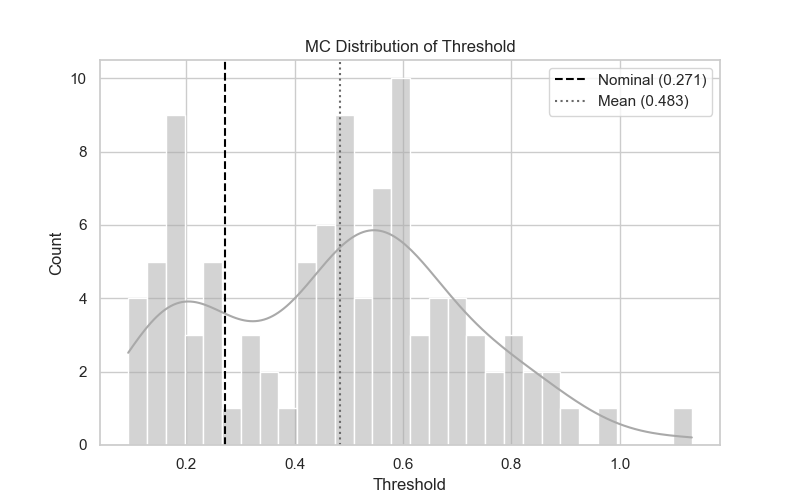 MC Distribution of Threshold
Nominal (0.271)
Mean (0.483)
Count
10
8
6
4
2
0
0.2 0.4 0.6 0.8 1.0
Threshold